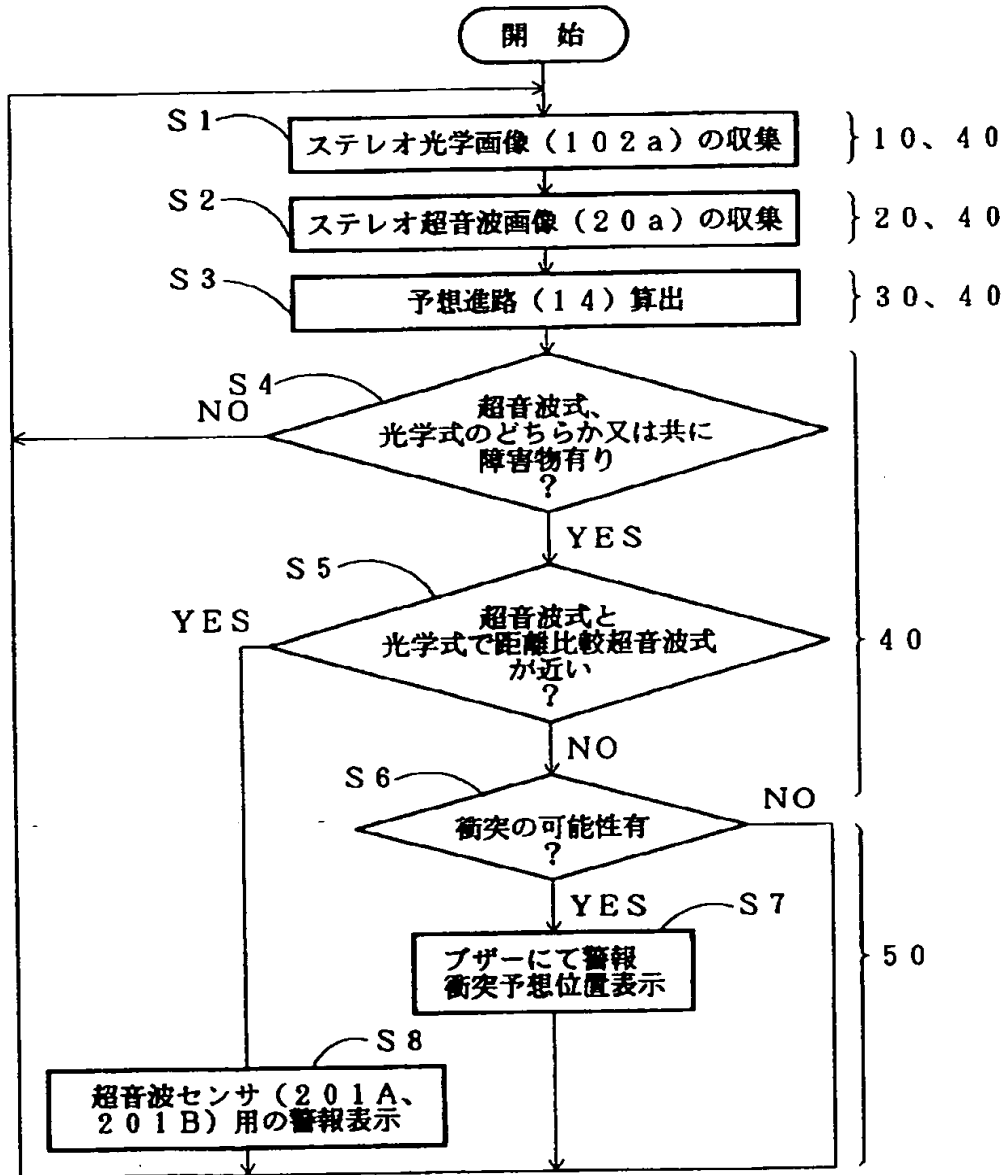 開　始
S1
ステレオ光学画像（102a）の収集
10、40
S2
ステレオ超音波画像（20a）の収集
20、40
S3
予想進路（14）算出
30、40
S4
NO
超音波式、
光学式のどちらか又は共に
障害物有り
？
YES
S5
YES
超音波式と
光学式で距離比較超音波式
が近い
？
40
NO
S6
NO
衝突の可能性有
？
YES
S7
ブザーにて警報
衝突予想位置表示
50
S8
超音波センサ（201A、
201B）用の警報表示